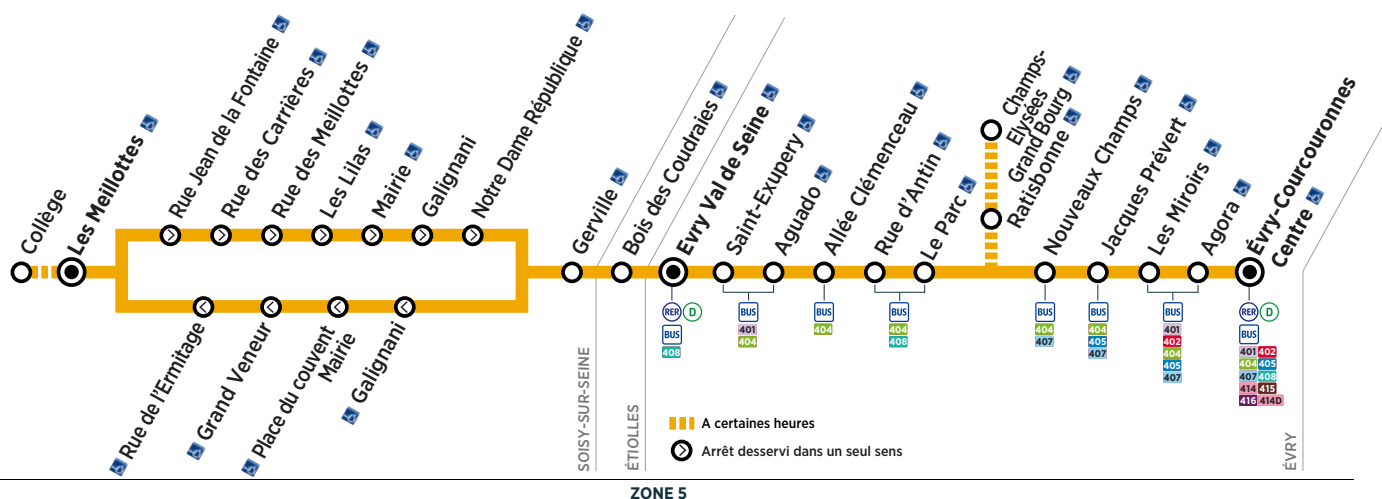 Collège
Les Meillottes
Rue Jean de la Fontaine
Rue des Carrières
Rue des Meillottes
Les Lilas
Mairie
Galignani
Notre Dame République
Rue de l'Ermitage
Grand Veneur
Place du couvent
Mairie
Galignani
Gerville
Bois des Coudraies
Evry Val de Seine
Saint-Exupery
Aguado
Allée Clémenceau
Rue d'Antin
Le Parc
Champs-
Elysées
Grand Bourg
Ratisbonne
Nouveaux Champs
Jacques Prévert
Les Miroirs
Agora
Évry-Courcouronnes
Centre
RER D
BUS
408
BUS
401
404
BUS
404
BUS
404
408
BUS
404
407
BUS
404
405
407
BUS
401
402
404
405
407
RER D
BUS
401 402
404 405
407 408
414 415
416 414D
SOISY-SUR-SEINE
ÉTIOLLES
ÉVRY
A certaines heures
Arrêt desservi dans un seul sens
ZONE 5